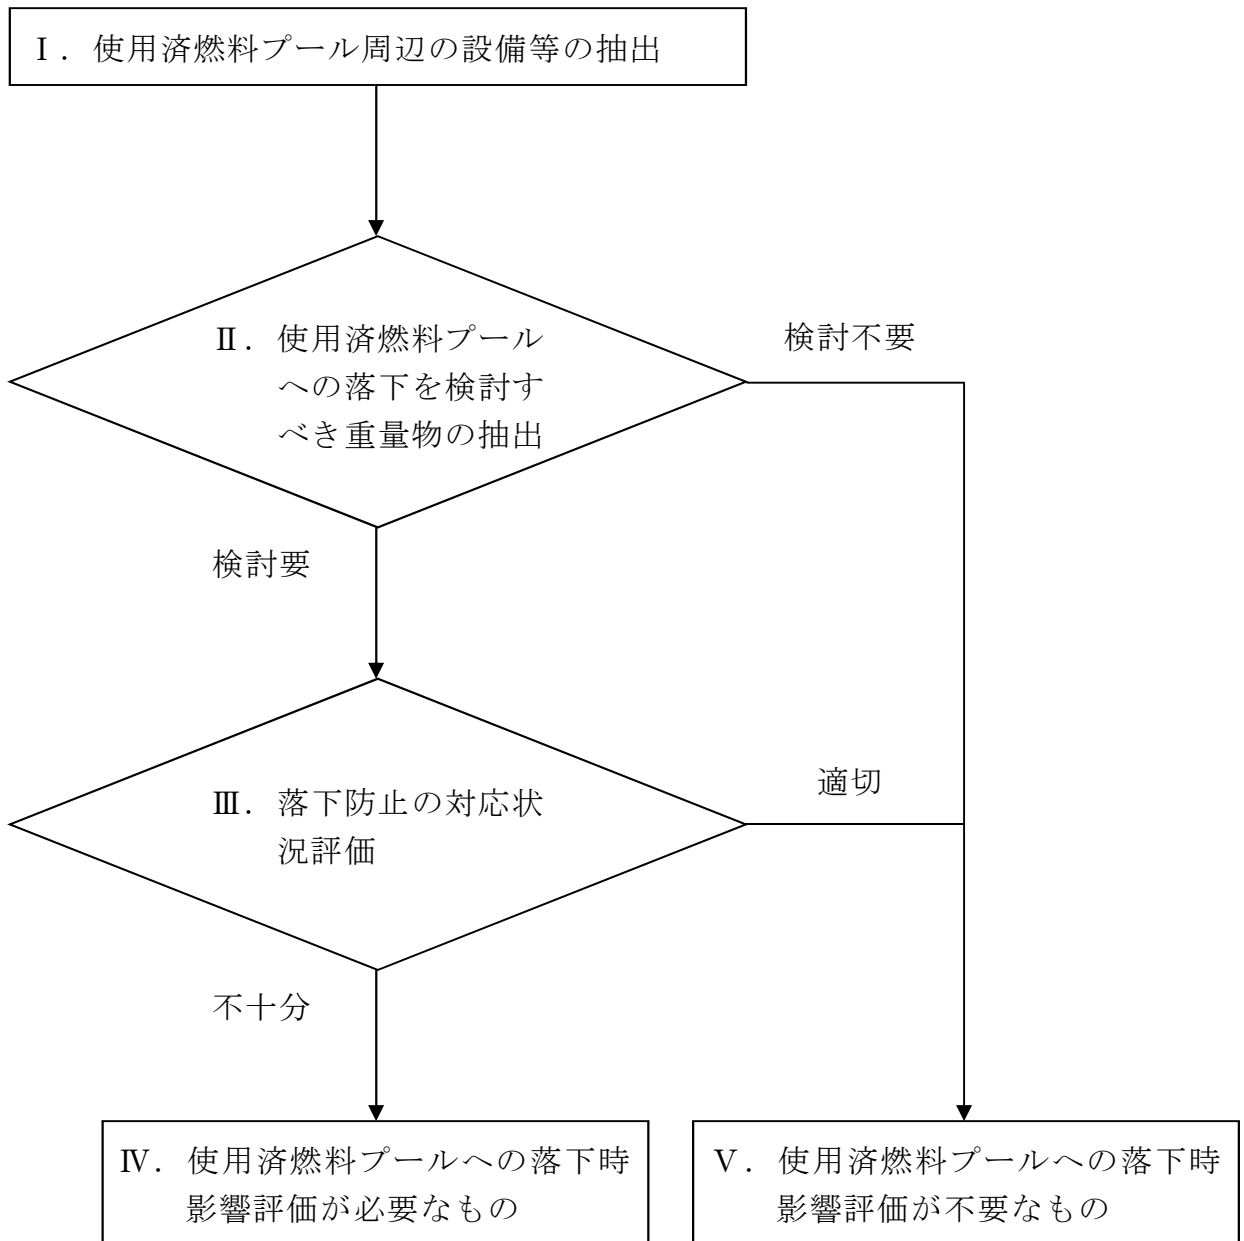 Ⅰ．使用済燃料プール周辺の設備等の抽出
Ⅱ．使用済燃料プール
への落下を検討す
べき重量物の抽出
検討不要
検討要
Ⅲ．落下防止の対応状
況評価
適切
不十分
Ⅳ．使用済燃料プールへの落下時
影響評価が必要なもの
Ⅴ．使用済燃料プールへの落下時
影響評価が不要なもの